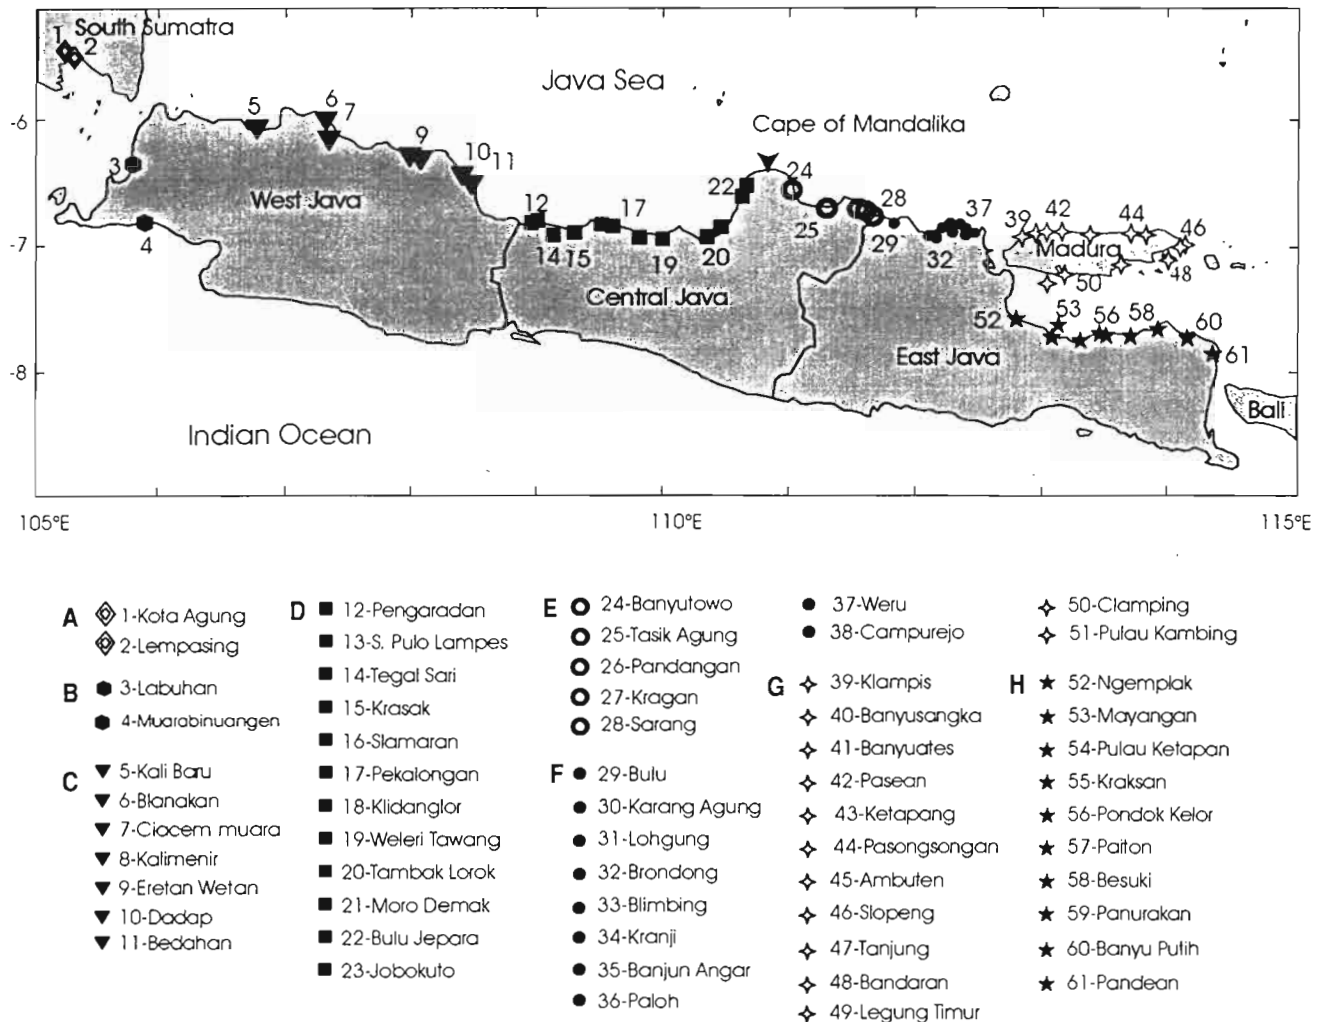 South Sumatra
1
2
Java Sea
-6
5
6
7
Cape of Mandalika
3
9
10
11
24
West Java
22
12
17
28
37
39
42
44
46
-7
4
14
15
19
20
25
29
32
Madura
48
50
Central Java
52
53
56
58
60
61
East Java
-8
Bali
Indian Ocean
105°E
110°E
115°E
A
1-Kota Agung
2-Lempasing
B
3-Labuhan
4-Muarabinuangen
C
5-Kali Baru
6-Blanakan
7-Ciocem muara
8-Kalimenir
9-Eretan Wetan
10-Dadap
11-Bedahan
D
12-Pengaradan
13-S. Pulo Lampes
14-Tegal Sari
15-Krasak
16-Slamaran
17-Pekalongan
18-Klidanglor
19-Weleri Tawang
20-Tambak Lorok
21-Moro Demak
22-Bulu Jepara
23-Jobokuto
E
24-Banyutowo
25-Tasik Agung
26-Pandangan
27-Kragan
28-Sarang
F
29-Bulu
30-Karang Agung
31-Lohgung
32-Brondong
33-Blimbing
34-Kranji
35-Banjun Angar
36-Paloh
37-Weru
38-Campurejo
G
39-Klampis
40-Banyusangka
41-Banyuates
42-Pasean
43-Ketapang
44-Pasongsongan
45-Ambuten
46-Slopeng
47-Tanjung
48-Bandaran
49-Legung Timur
50-Clamping
51-Pulau Kambing
H
52-Ngemplak
53-Mayangan
54-Pulau Ketapan
55-Kraksan
56-Pondok Kelor
57-Paiton
58-Besuki
59-Panurakan
60-Banyu Putih
61-Pandean